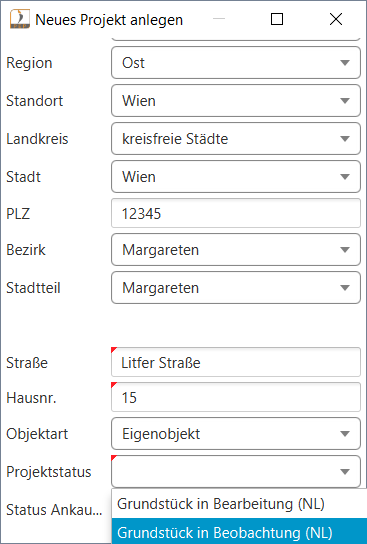 Neues Projekt anlegen
Region Ost
Standort Wien
Landkreis kreisfreie Städte
Stadt Wien
PLZ 12345
Bezirk Margareten
Stadtteil Margareten
Straße Litfer Straße
Hausnr. 15
Objektart Eigenobjekt
Projektstatus
Status Ankau...
Grundstück in Bearbeitung (NL)
Grundstück in Beobachtung (NL)